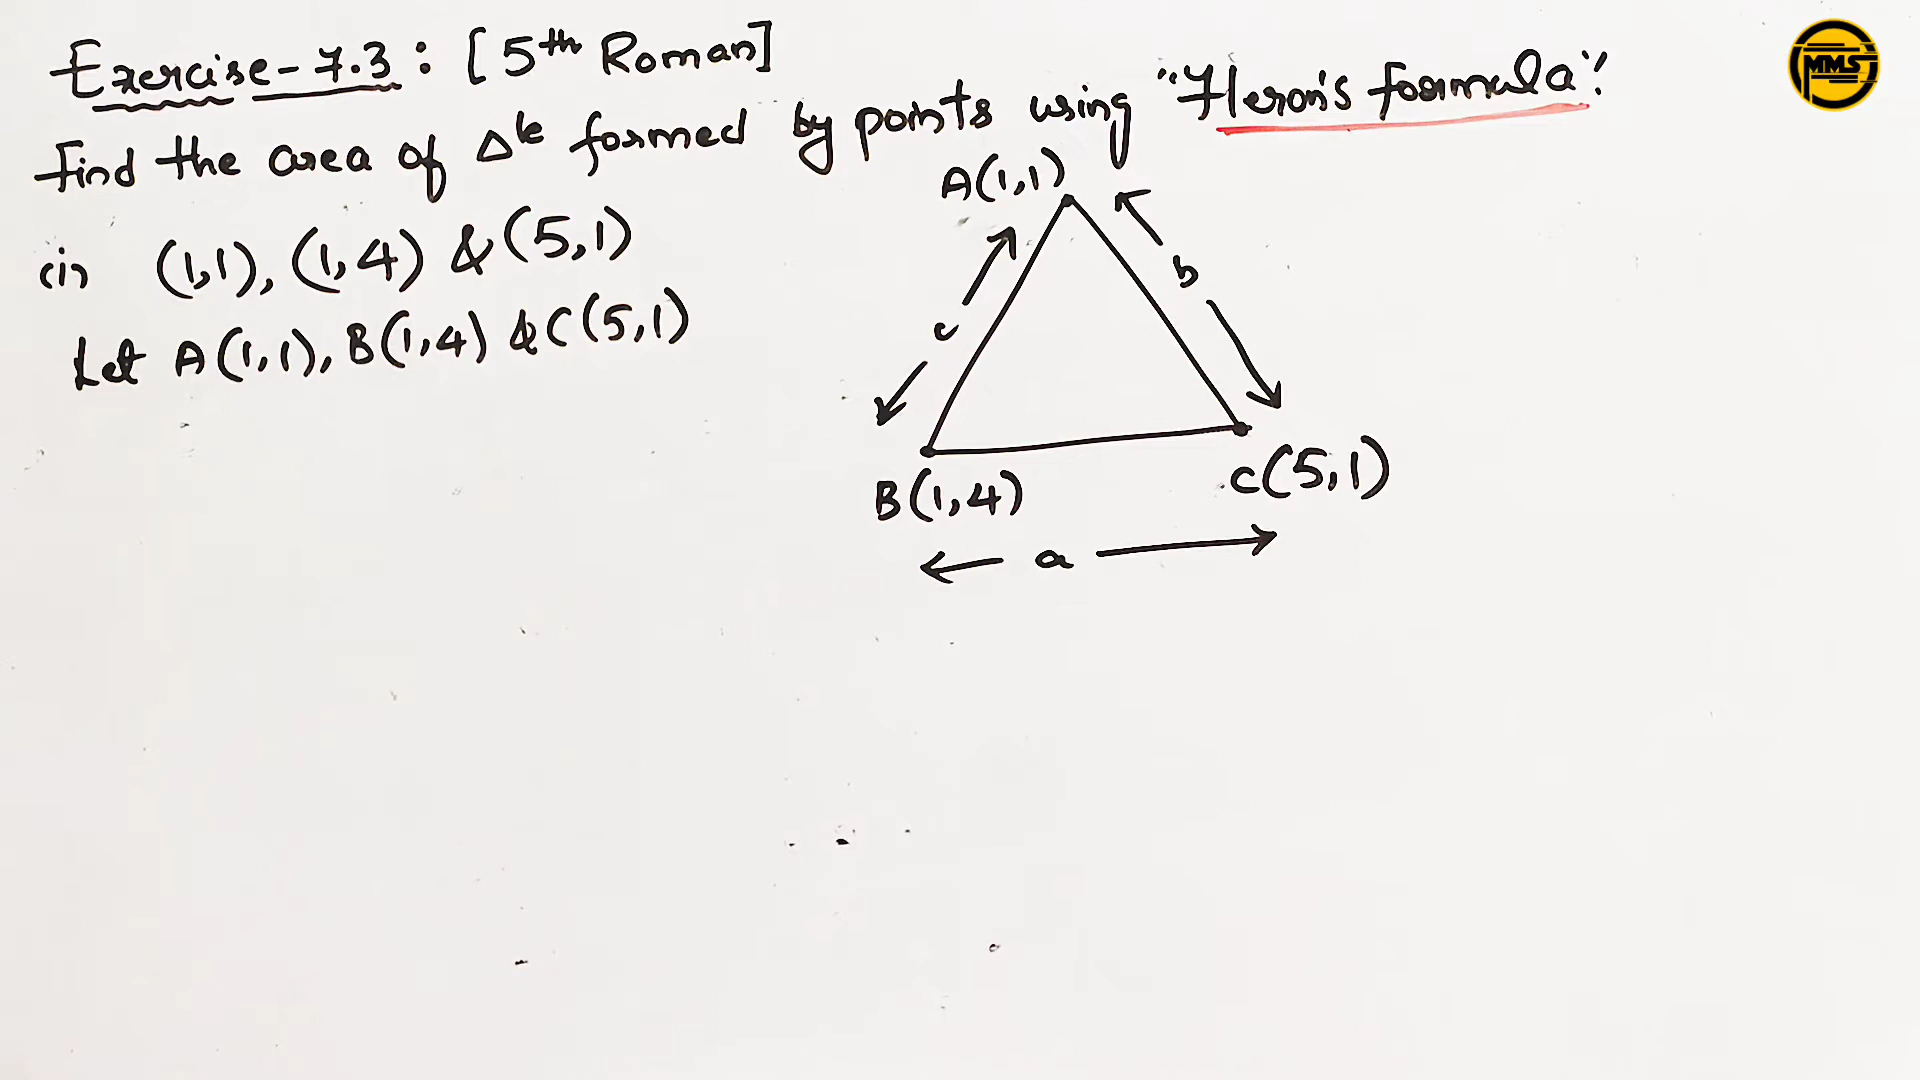 Exercise-7.3: [5th Roman]
Find the area of Δle formed by points using "Heron's formula".
(i) (1,1), (1,4) & (5,1)
Let A(1,1), B(1,4) & C(5,1)
A(1,1)
b
c
B(1,4)
C(5,1)
a
MMS